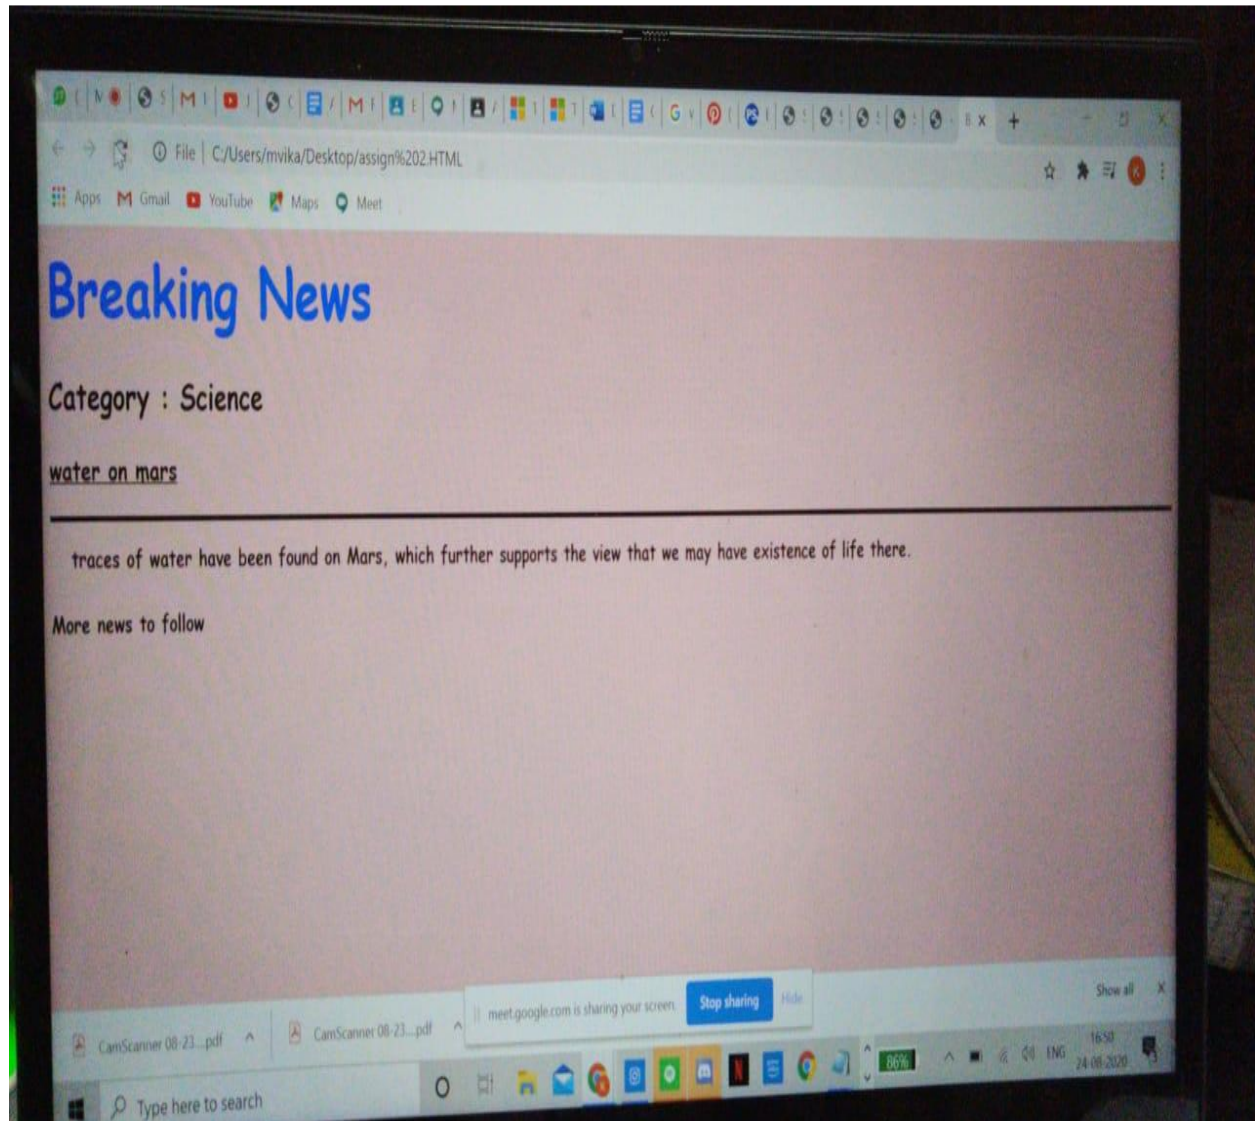 File | C:/Users/mvika/Desktop/assign%202.HTML
Apps Gmail YouTube Maps Meet
Breaking News
Category : Science
water on mars
traces of water have been found on Mars, which further supports the view that we may have existence of life there.
More news to follow
CamScanner 08-23...pdf CamScanner 08-23...pdf || meet.google.com is sharing your screen. Stop sharing Hide Show all X
Type here to search 86% ENG 16:50
24-08-2020